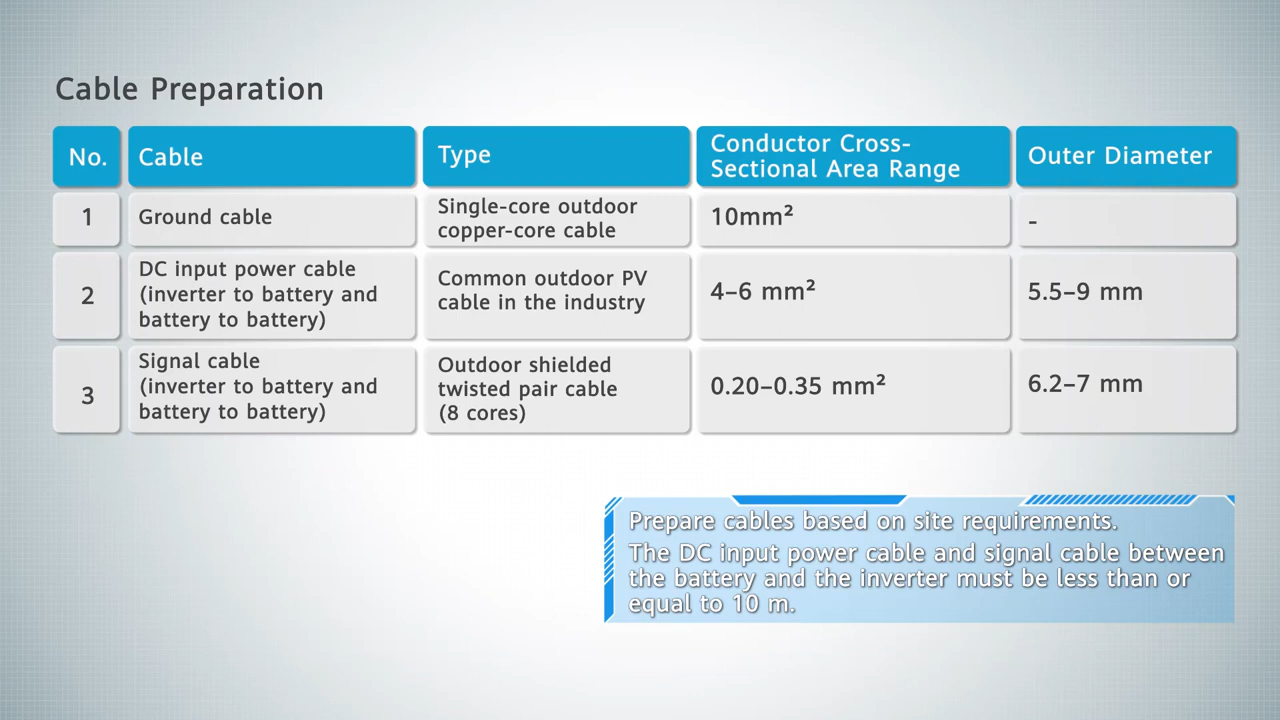 Cable Preparation
No.
Cable
Type
Conductor Cross-
Sectional Area Range
Outer Diameter
1
Ground cable
Single-core outdoor
copper-core cable
10mm²
-
2
DC input power cable
(inverter to battery and
battery to battery)
Common outdoor PV
cable in the industry
4–6 mm²
5.5–9 mm
3
Signal cable
(inverter to battery and
battery to battery)
Outdoor shielded
twisted pair cable
(8 cores)
0.20–0.35 mm²
6.2–7 mm
Prepare cables based on site requirements.
The DC input power cable and signal cable between
the battery and the inverter must be less than or
equal to 10 m.